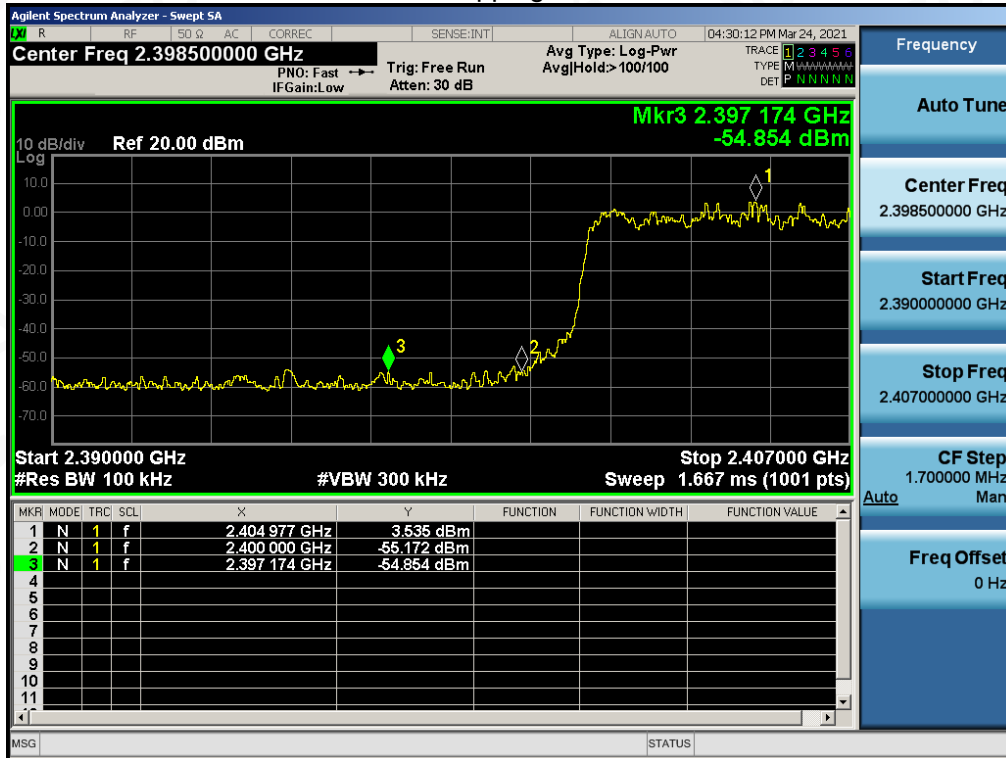 Agilent Spectrum Analyzer - Swept SA
LXI R RF 50 Ω AC CORREC SENSE:INT ALIGN AUTO 04:30:12 PM Mar 24, 2021
Center Freq 2.398500000 GHz
PNO: Fast
IFGain:Low
Trig: Free Run
Atten: 30 dB
Avg Type: Log-Pwr
Avg|Hold:>100/100
TRACE 1 2 3 4 5 6
TYPE M
DET P N N N N N
Mkr3 2.397 174 GHz
-54.854 dBm
10 dB/div Ref 20.00 dBm
Log
10.0
0.00
-10.0
-20.0
-30.0
-40.0
-50.0
-60.0
-70.0
1
2
3
Start 2.390000 GHz Stop 2.407000 GHz
#Res BW 100 kHz #VBW 300 kHz Sweep 1.667 ms (1001 pts)
MKR MODE TRC SCL X Y FUNCTION FUNCTION WIDTH FUNCTION VALUE
1 N 1 f 2.404 977 GHz 3.535 dBm
2 N 1 f 2.400 000 GHz -55.172 dBm
3 N 1 f 2.397 174 GHz -54.854 dBm
4
5
6
7
8
9
10
11
MSG STATUS
Frequency
Auto Tune
Center Freq
2.398500000 GHz
Start Freq
2.390000000 GHz
Stop Freq
2.407000000 GHz
CF Step
1.700000 MHz
Auto Man
Freq Offset
0 Hz